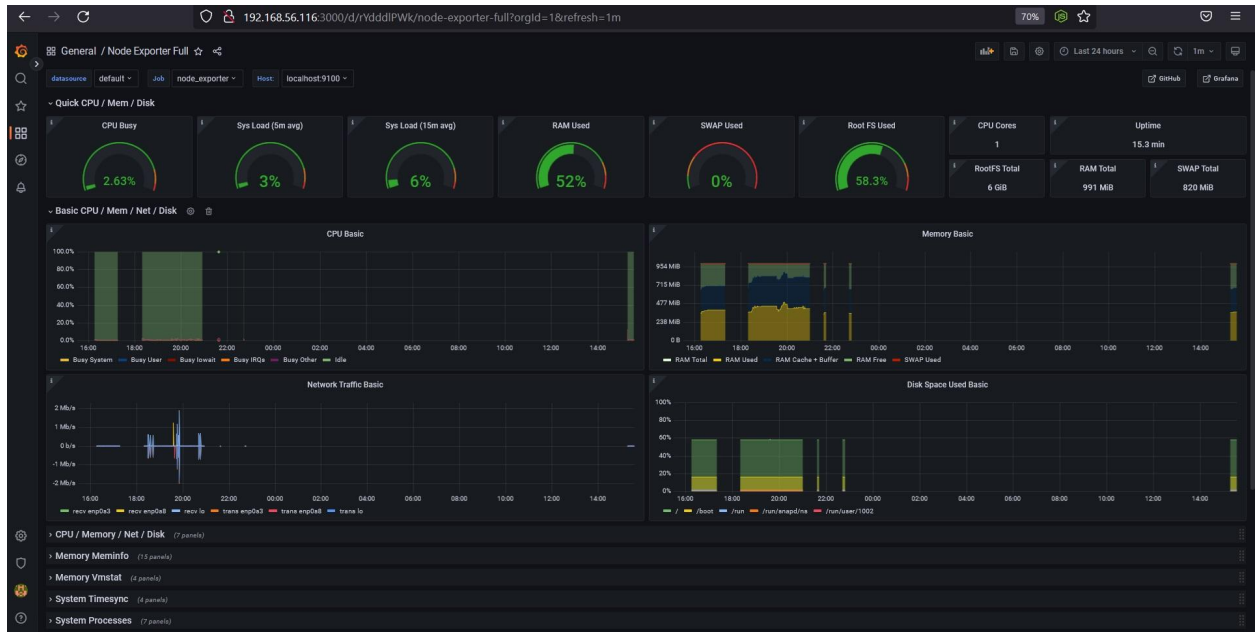 192.168.56.116:3000/d/rYdddlPWk/node-exporter-full?orgId=1&refresh=1m
70%
General / Node Exporter Full
Last 24 hours
1m
datasource default Job node_exporter Host: localhost:9100
GitHub Grafana
Quick CPU / Mem / Disk
CPU Busy
2.63%
Sys Load (5m avg)
3%
Sys Load (15m avg)
6%
RAM Used
52%
SWAP Used
0%
Root FS Used
58.3%
CPU Cores
1
Uptime
15.3 min
RootFS Total
6 GiB
RAM Total
991 MiB
SWAP Total
820 MiB
Basic CPU / Mem / Net / Disk
CPU Basic
100.0%
80.0%
60.0%
40.0%
20.0%
0.0%
16:00 18:00 20:00 22:00 00:00 02:00 04:00 06:00 08:00 10:00 12:00 14:00
Busy System Busy User Busy Iowait Busy IRQs Busy Other Idle
Memory Basic
954 MiB
715 MiB
477 MiB
238 MiB
0 B
16:00 18:00 20:00 22:00 00:00 02:00 04:00 06:00 08:00 10:00 12:00 14:00
RAM Total RAM Used RAM Cache + Buffer RAM Free SWAP Used
Network Traffic Basic
2 Mb/s
1 Mb/s
0 b/s
-1 Mb/s
-2 Mb/s
16:00 18:00 20:00 22:00 00:00 02:00 04:00 06:00 08:00 10:00 12:00 14:00
recv enp0s3 recv enp0s8 recv lo trans enp0s3 trans enp0s8 trans lo
Disk Space Used Basic
100%
80%
60%
40%
20%
0%
16:00 18:00 20:00 22:00 00:00 02:00 04:00 06:00 08:00 10:00 12:00 14:00
/ /boot /run /run/snapd/ns /run/user/1002
CPU / Memory / Net / Disk (7 panels)
Memory Meminfo (15 panels)
Memory Vmstat (4 panels)
System Timesync (4 panels)
System Processes (7 panels)